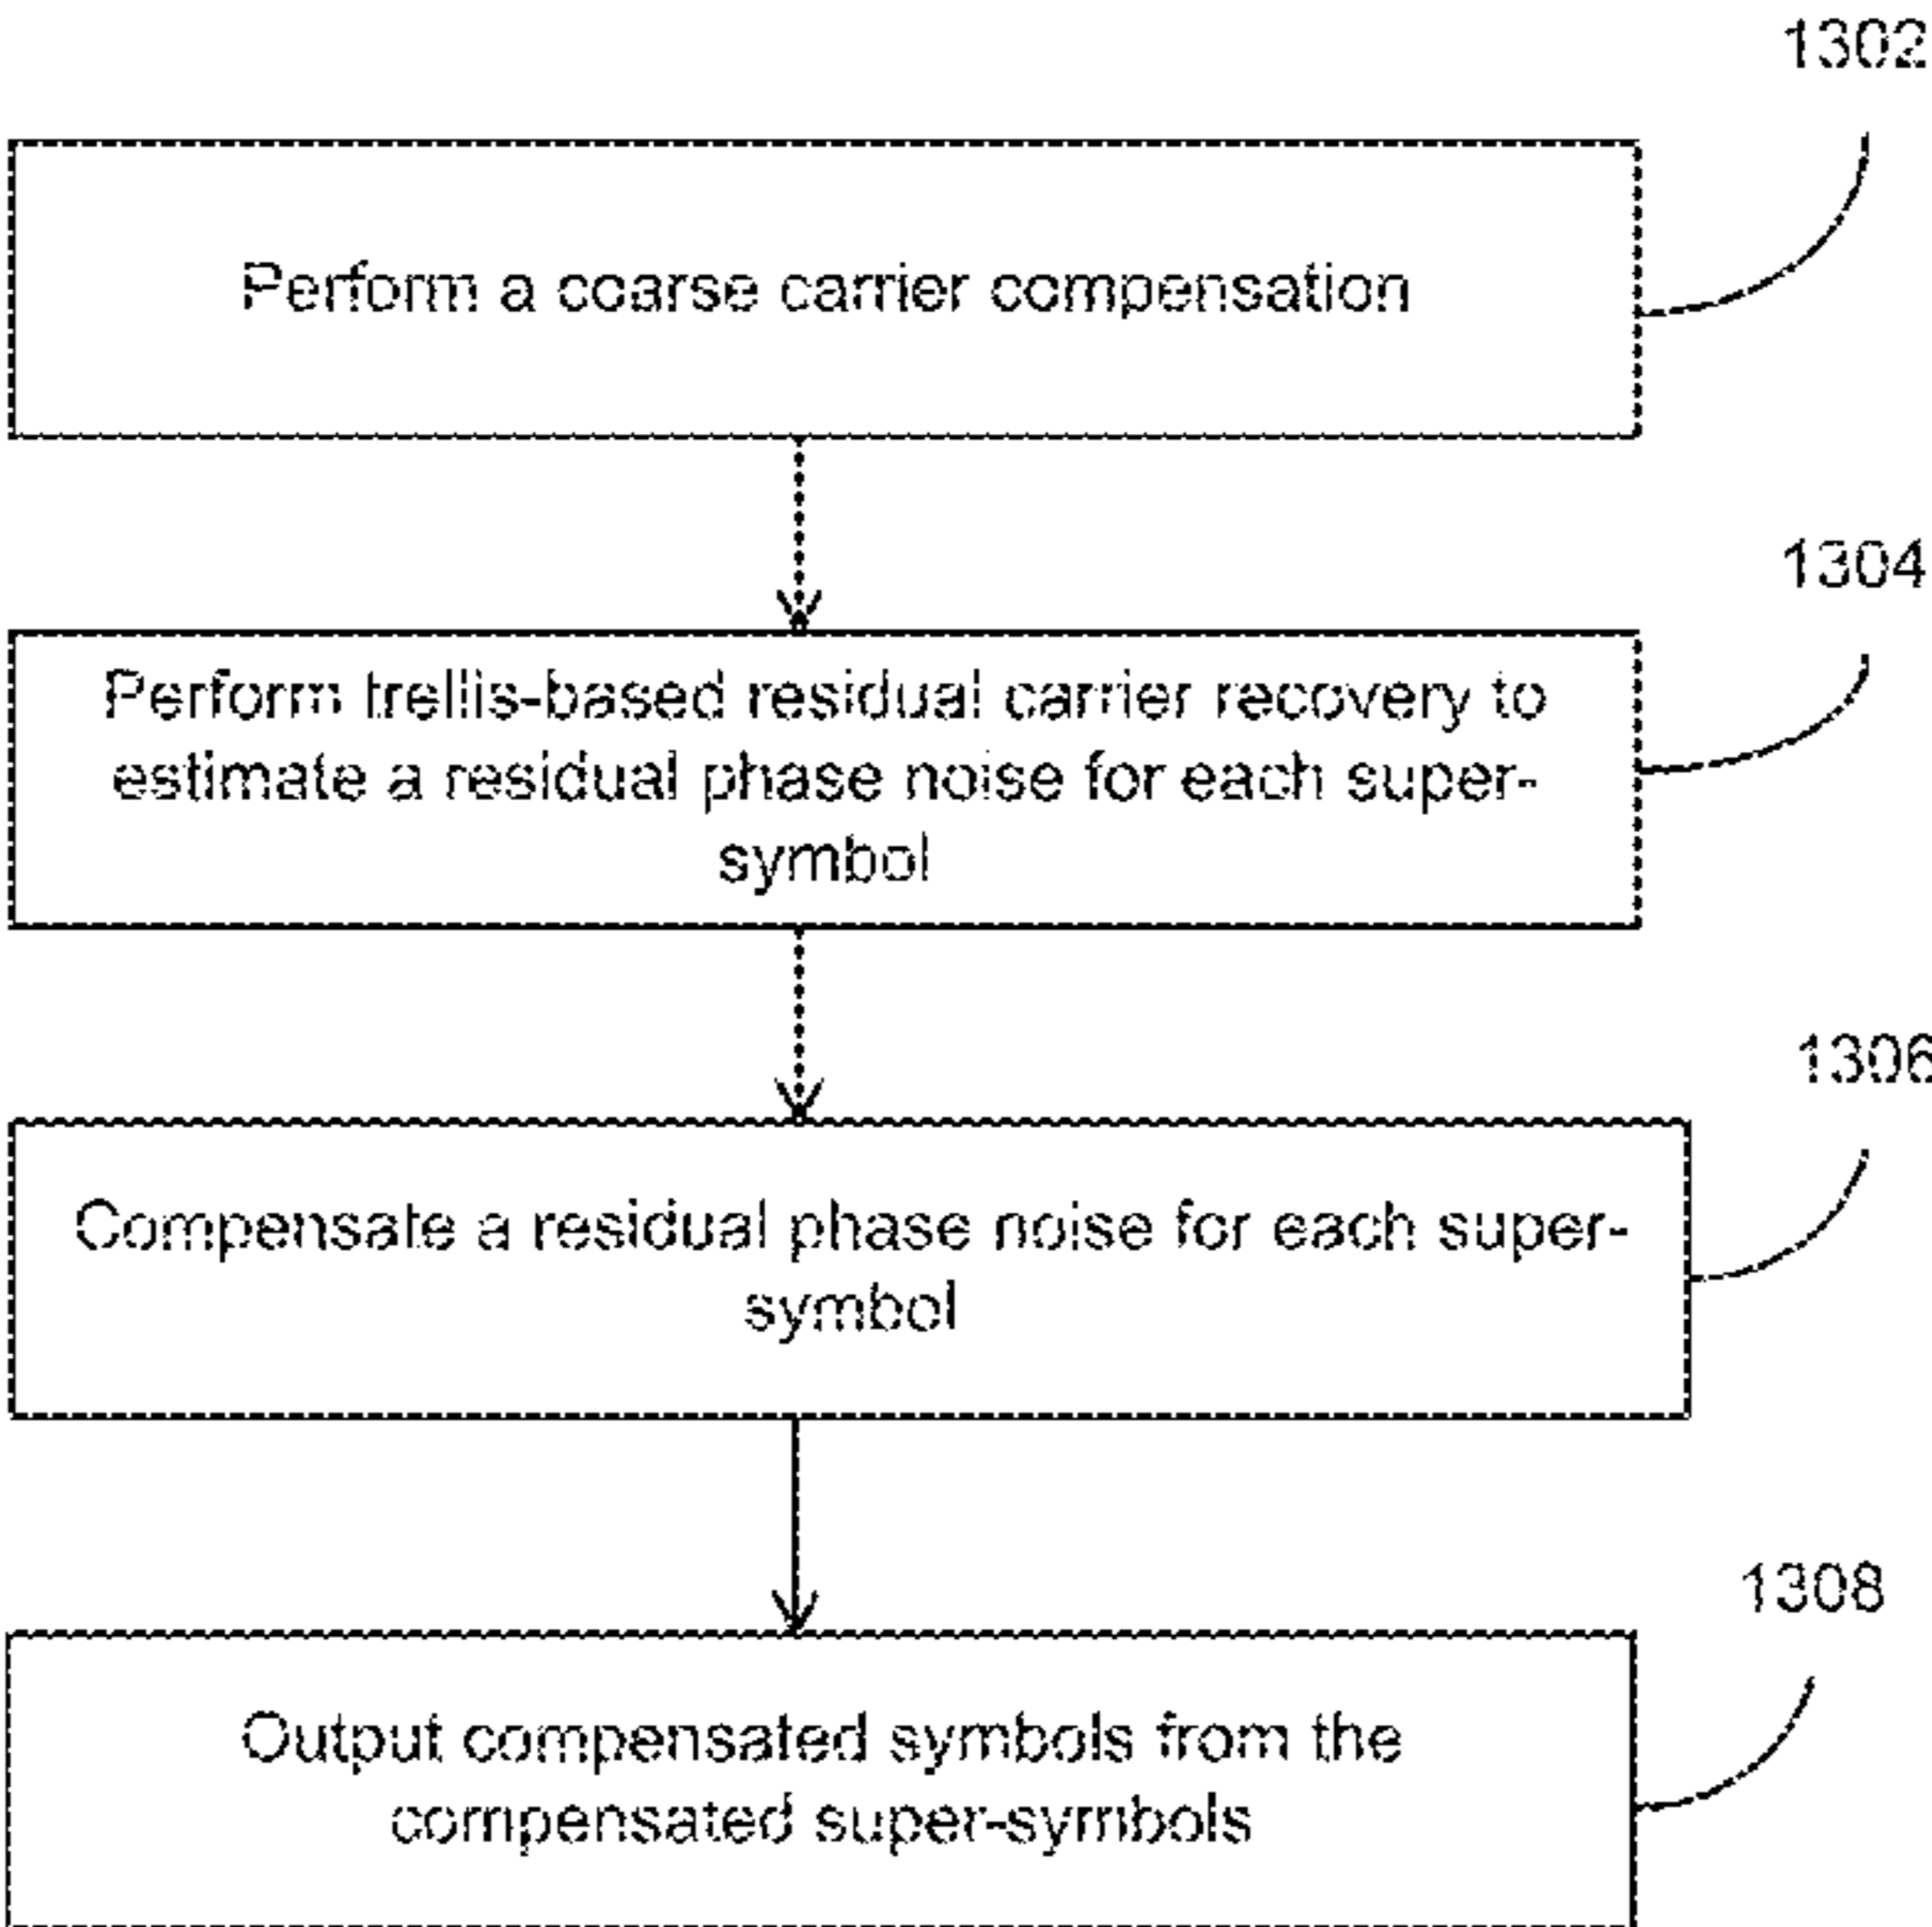 1302
Perform a coarse carrier compensation
1304
Perform trellis-based residual carrier recovery to
estimate a residual phase noise for each super-
symbol
1306
Compensate a residual phase noise for each super-
symbol
1308
Output compensated symbols from the
compensated super-symbols